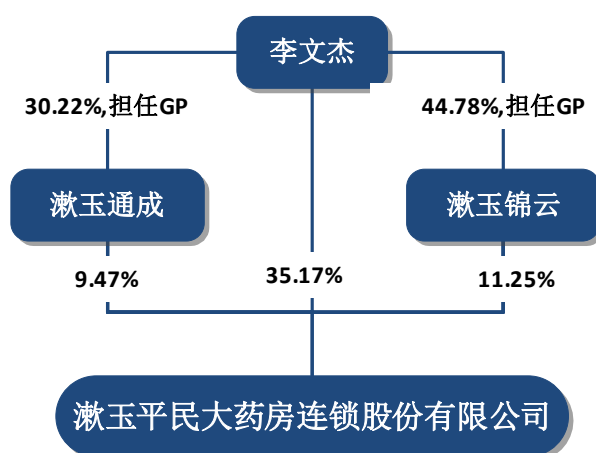 李文杰
30.22%,担任GP
44.78%,担任GP
漱玉通成
漱玉锦云
9.47%
35.17%
11.25%
漱玉平民大药房连锁股份有限公司